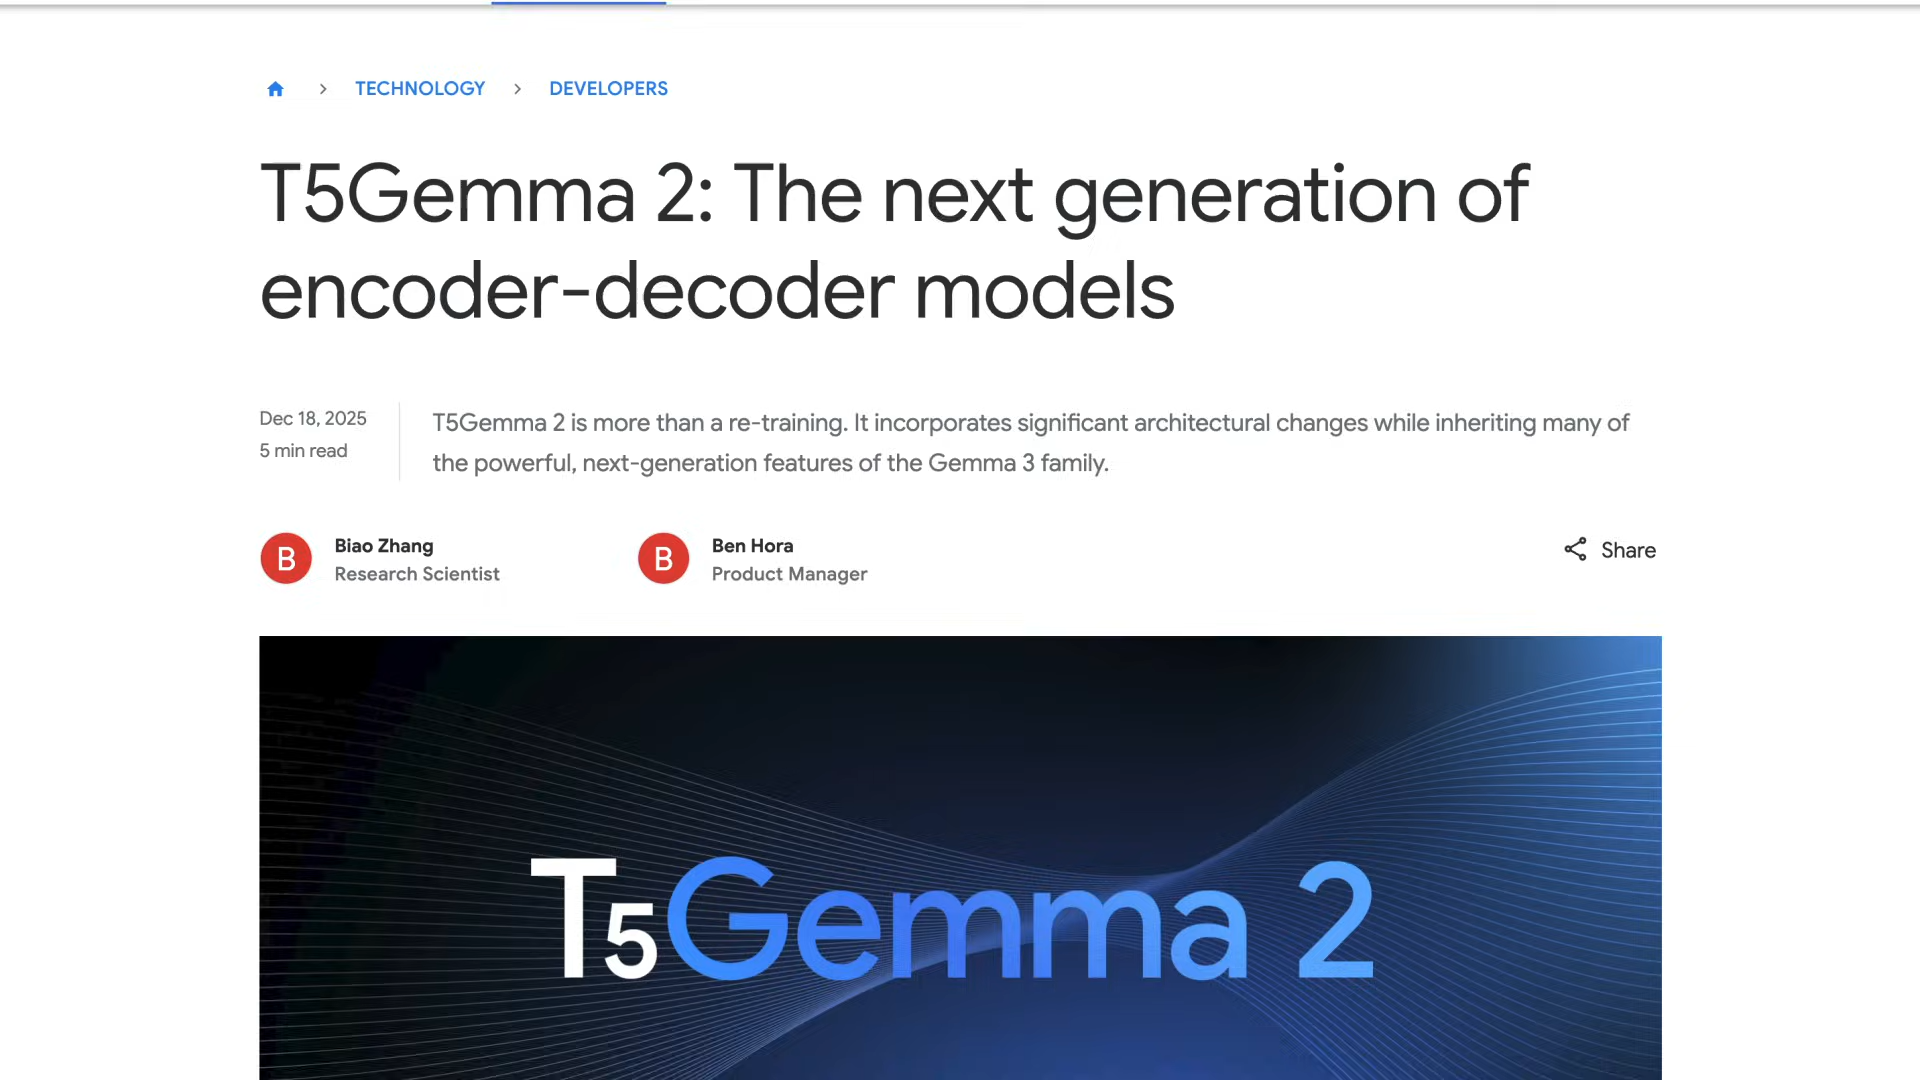 TECHNOLOGY > DEVELOPERS
T5Gemma 2: The next generation of
encoder-decoder models
Dec 18, 2025
5 min read
T5Gemma 2 is more than a re-training. It incorporates significant architectural changes while inheriting many of
the powerful, next-generation features of the Gemma 3 family.
B
Biao Zhang
Research Scientist
B
Ben Hora
Product Manager
Share
T5Gemma 2